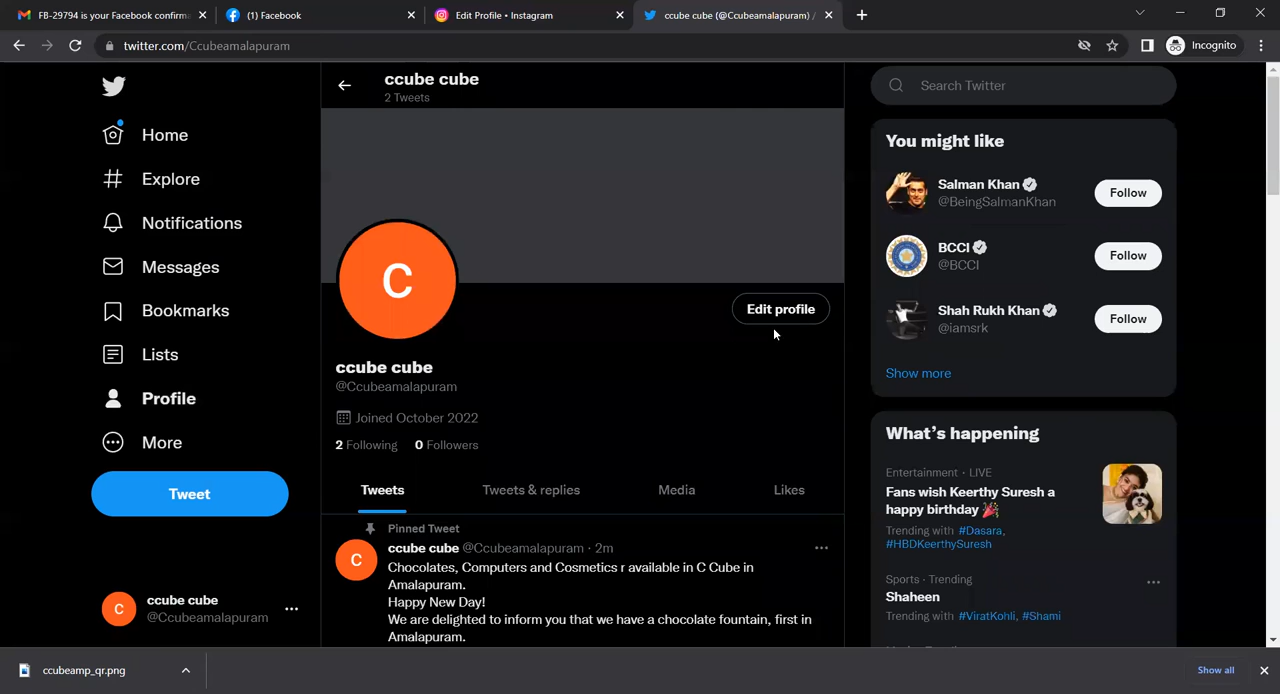 FB-29794 is your Facebook confirma
(1) Facebook
Edit Profile • Instagram
ccube cube (@Ccubeamalapuram) /
twitter.com/Ccubeamalapuram
Incognito
Home
Explore
Notifications
Messages
Bookmarks
Lists
Profile
More
Tweet
ccube cube
@Ccubeamalapuram
ccube cube
2 Tweets
C
Edit profile
ccube cube
@Ccubeamalapuram
Joined October 2022
2 Following 0 Followers
Tweets Tweets & replies Media Likes
Pinned Tweet
ccube cube @Ccubeamalapuram · 2m
Chocolates, Computers and Cosmetics r available in C Cube in
Amalapuram.
Happy New Day!
We are delighted to inform you that we have a chocolate fountain, first in
Amalapuram.
C
C
Search Twitter
You might like
Salman Khan
@BeingSalmanKhan
Follow
BCCI
@BCCI
Follow
Shah Rukh Khan
@iamsrk
Follow
Show more
What's happening
Entertainment · LIVE
Fans wish Keerthy Suresh a
happy birthday 🎉
Trending with #Dasara,
#HBDKeerthySuresh
Sports · Trending
Shaheen
Trending with #ViratKohli, #Shami
ccubeamp_qr.png
Show all